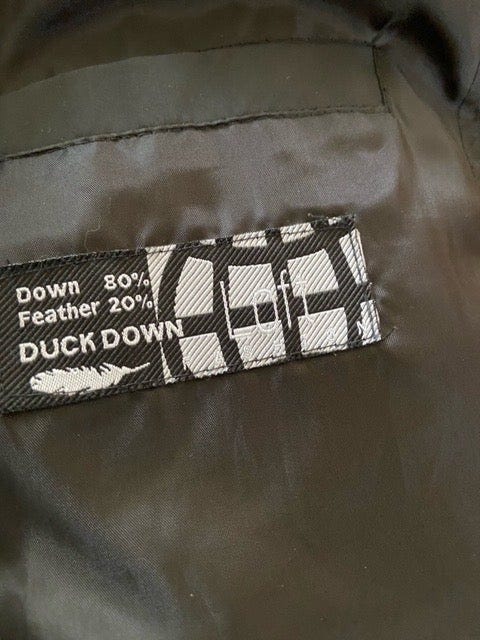 Down 80%
Feather 20%
DUCK DOWN
Loft